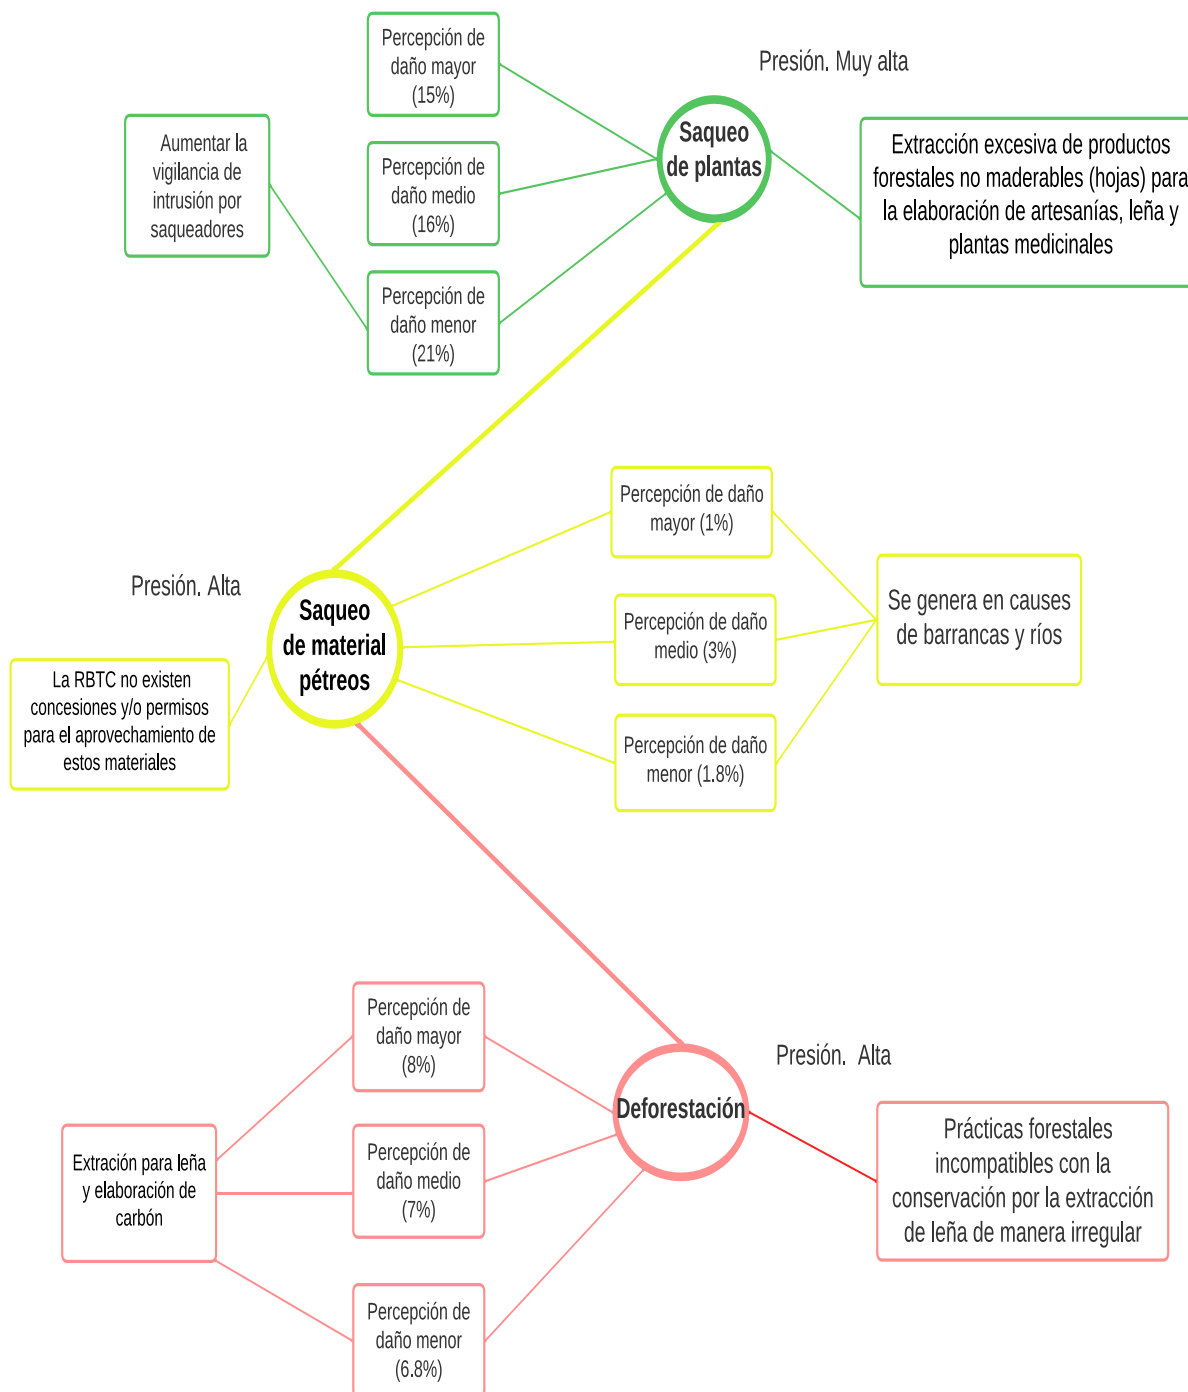 Percepción de
daño mayor
(15%)
Presión. Muy alta
Saqueo
de plantas
Aumentar la
vigilancia de
intrusión por
saqueadores
Percepción de
daño medio
(16%)
Extracción excesiva de productos
forestales no maderables (hojas) para
la elaboración de artesanías, leña y
plantas medicinales
Percepción de
daño menor
(21%)
Percepción de daño
mayor (1%)
Presión. Alta
Saqueo
de material
pétreos
Percepción de daño
medio (3%)
Se genera en causes
de barrancas y ríos
La RBTC no existen
concesiones y/o permisos
para el aprovechamiento de
estos materiales
Percepción de daño
menor (1.8%)
Percepción de
daño mayor
(8%)
Presión.  Alta
Deforestación
Extración para leña
y elaboración de
carbón
Percepción de
daño medio
(7%)
Prácticas forestales
incompatibles con la
conservación por la extracción
de leña de manera irregular
Percepción de
daño menor
(6.8%)